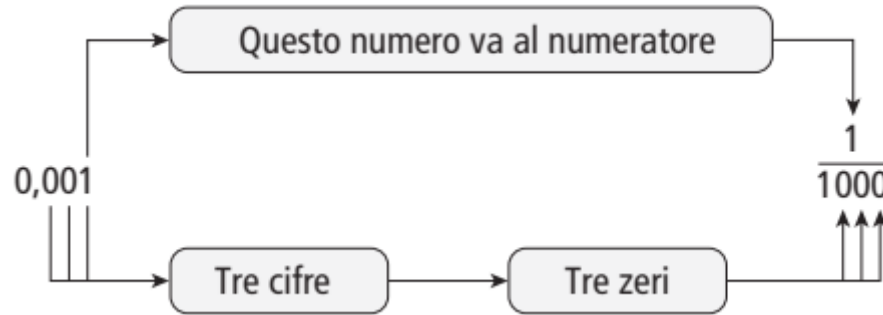 Questo numero va al numeratore
0,001
1
1000
Tre cifre
Tre zeri